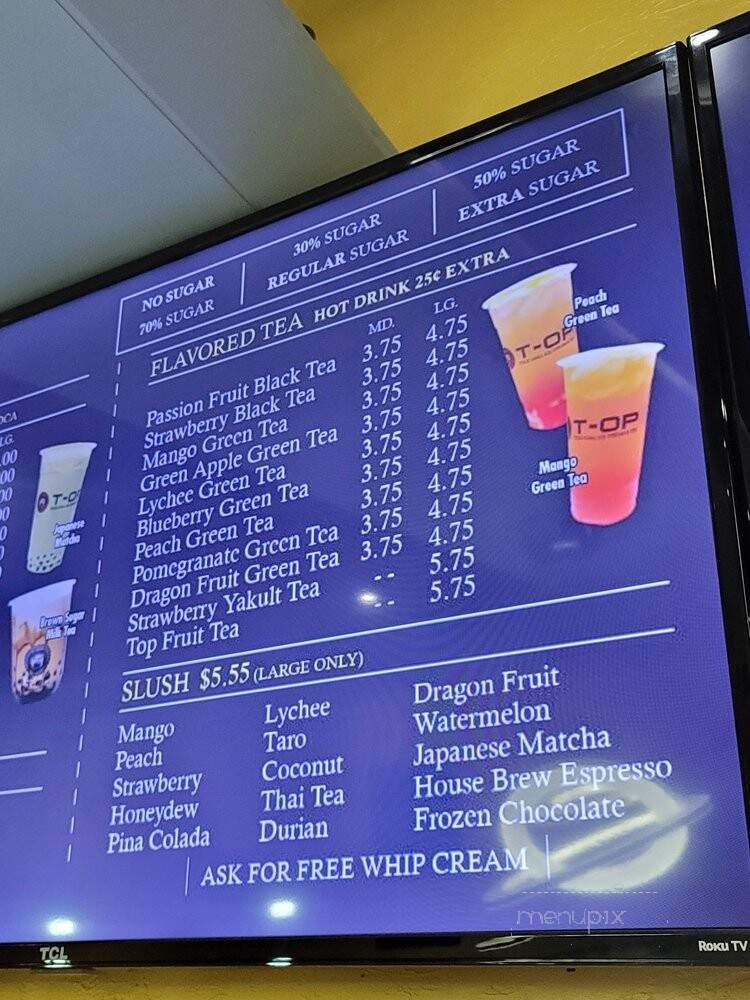 NO SUGAR
70% SUGAR
30% SUGAR
REGULAR SUGAR
50% SUGAR
EXTRA SUGAR
FLAVORED TEA HOT DRINK 25¢ EXTRA
MD. LG.
Passion Fruit Black Tea 3.75 4.75
Strawberry Black Tea 3.75 4.75
Mango Green Tea 3.75 4.75
Green Apple Green Tea 3.75 4.75
Lychee Green Tea 3.75 4.75
Blueberry Green Tea 3.75 4.75
Peach Green Tea 3.75 4.75
Pomegranate Green Tea 3.75 4.75
Dragon Fruit Green Tea 3.75 4.75
Strawberry Yakult Tea -- 5.75
Top Fruit Tea -- 5.75
Peach
Green Tea
T-OP
T-OP
Mango
Green Tea
LG.
.00
00
00
T-OP
Japanese
Matcha
Brown Sugar
Milk Tea
SLUSH $5.55 (LARGE ONLY)
Mango
Peach
Strawberry
Honeydew
Pina Colada
Lychee
Taro
Coconut
Thai Tea
Durian
Dragon Fruit
Watermelon
Japanese Matcha
House Brew Espresso
Frozen Chocolate
ASK FOR FREE WHIP CREAM
menupix
TCL
Roku TV